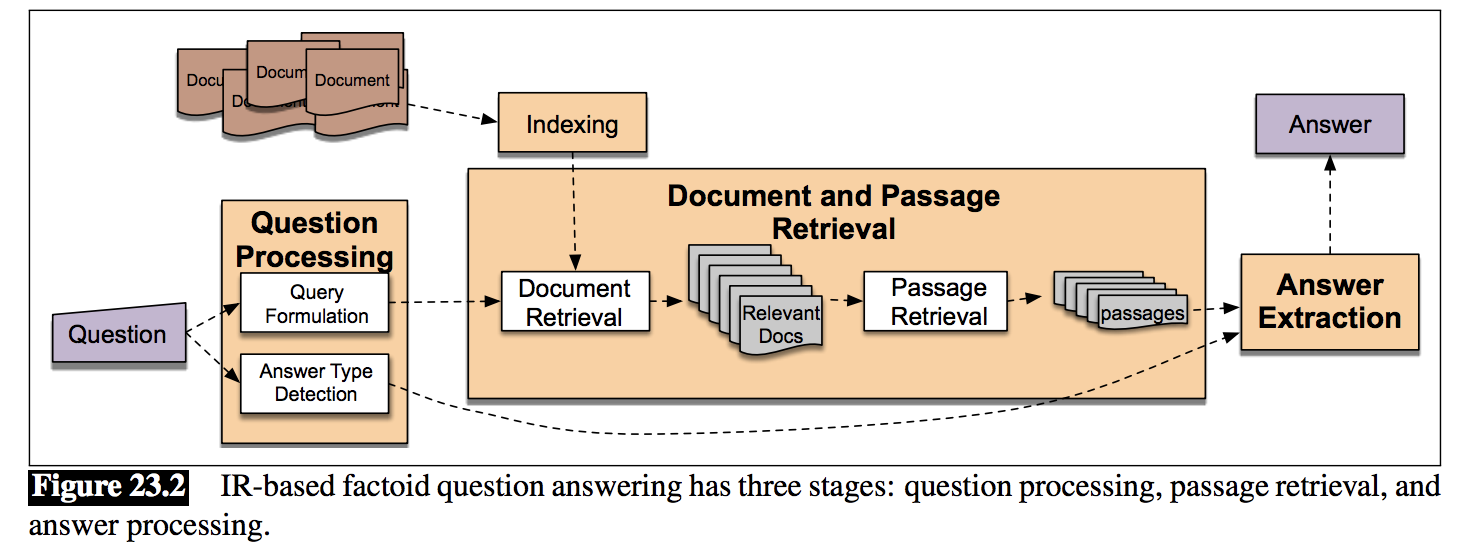 Docu
Docum
Document
Indexing
Answer
Document and Passage
Retrieval
Question
Processing
Query
Formulation
Document
Retrieval
Relevant
Docs
Passage
Retrieval
passages
Answer
Extraction
Question
Answer Type
Detection
Figure 23.2 IR-based factoid question answering has three stages: question processing, passage retrieval, and
answer processing.